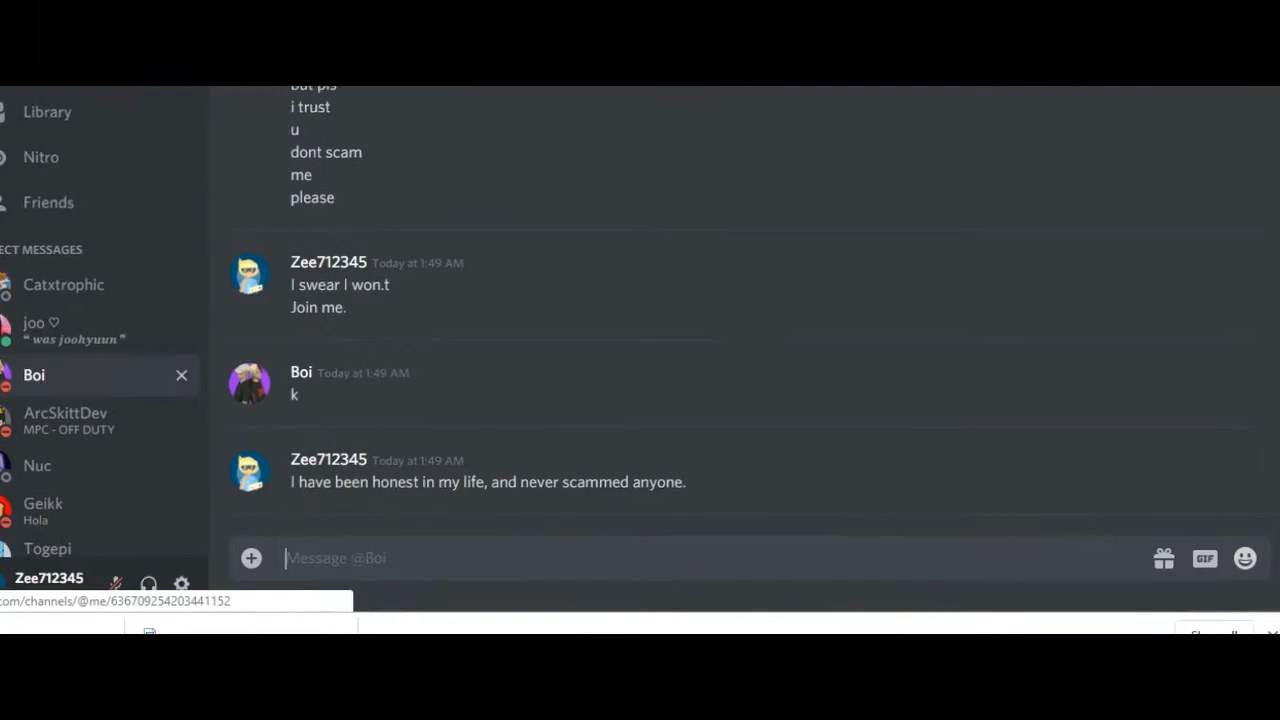 Library
Nitro
Friends
ECT MESSAGES
Catxtrophic
joo ♡
❝ was joohyuun ❞
Boi
ArcSkittDev
MPC - OFF DUTY
Nuc
Geikk
Hola
Togepi
Zee712345
com/channels/@me/636709254203441152
but pls
i trust
u
dont scam
me
please
Zee712345 Today at 1:49 AM
I swear I won.t
Join me.
Boi Today at 1:49 AM
k
Zee712345 Today at 1:49 AM
I have been honest in my life, and never scammed anyone.
Message @Boi
GIF